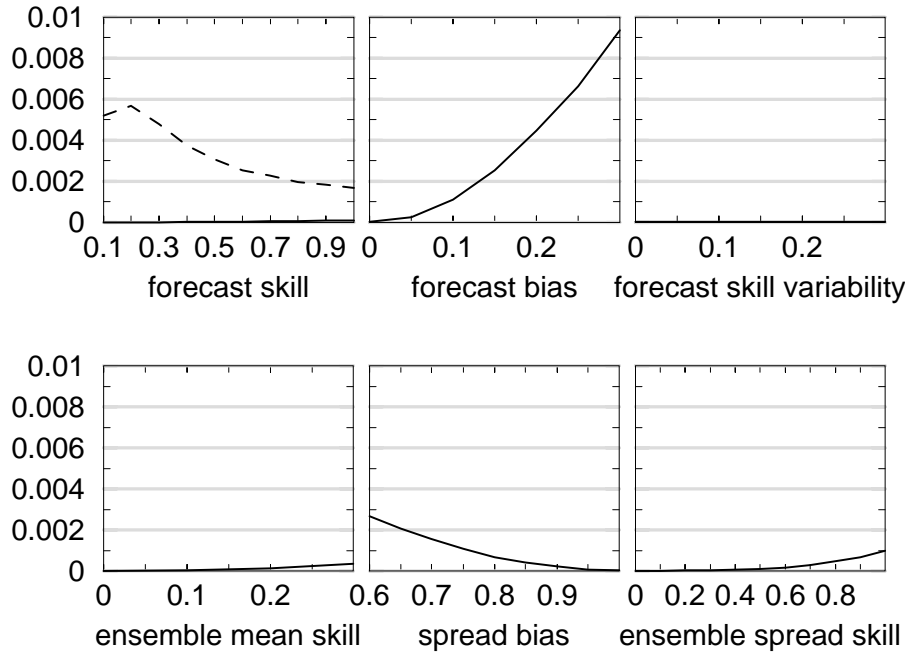 0.01
0.008
0.006
0.004
0.002
0
0.1 0.3 0.5 0.7 0.9
forecast skill
0 0.1 0.2
forecast bias
0 0.1 0.2
forecast skill variability
0.01
0.008
0.006
0.004
0.002
0
0 0.1 0.2
ensemble mean skill
0.6 0.7 0.8 0.9
spread bias
0 0.2 0.4 0.6 0.8
ensemble spread skill